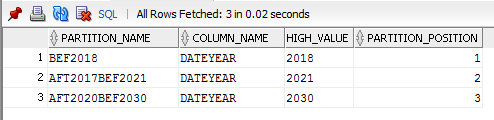 SQL | All Rows Fetched: 3 in 0.02 seconds
PARTITION_NAME COLUMN_NAME HIGH_VALUE PARTITION_POSITION
1 BEF2018 DATEYEAR 2018 1
2 AFT2017BEF2021 DATEYEAR 2021 2
3 AFT2020BEF2030 DATEYEAR 2030 3